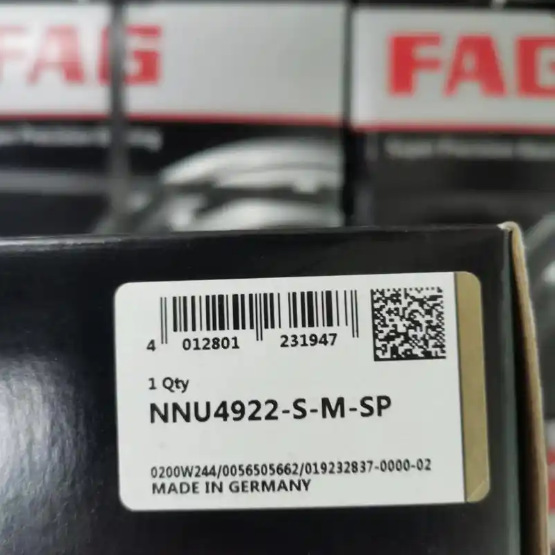 FAG
FAG
4 012801 231947
1 Qty
NNU4922-S-M-SP
0200W244/0056505662/019232837-0000-02
MADE IN GERMANY